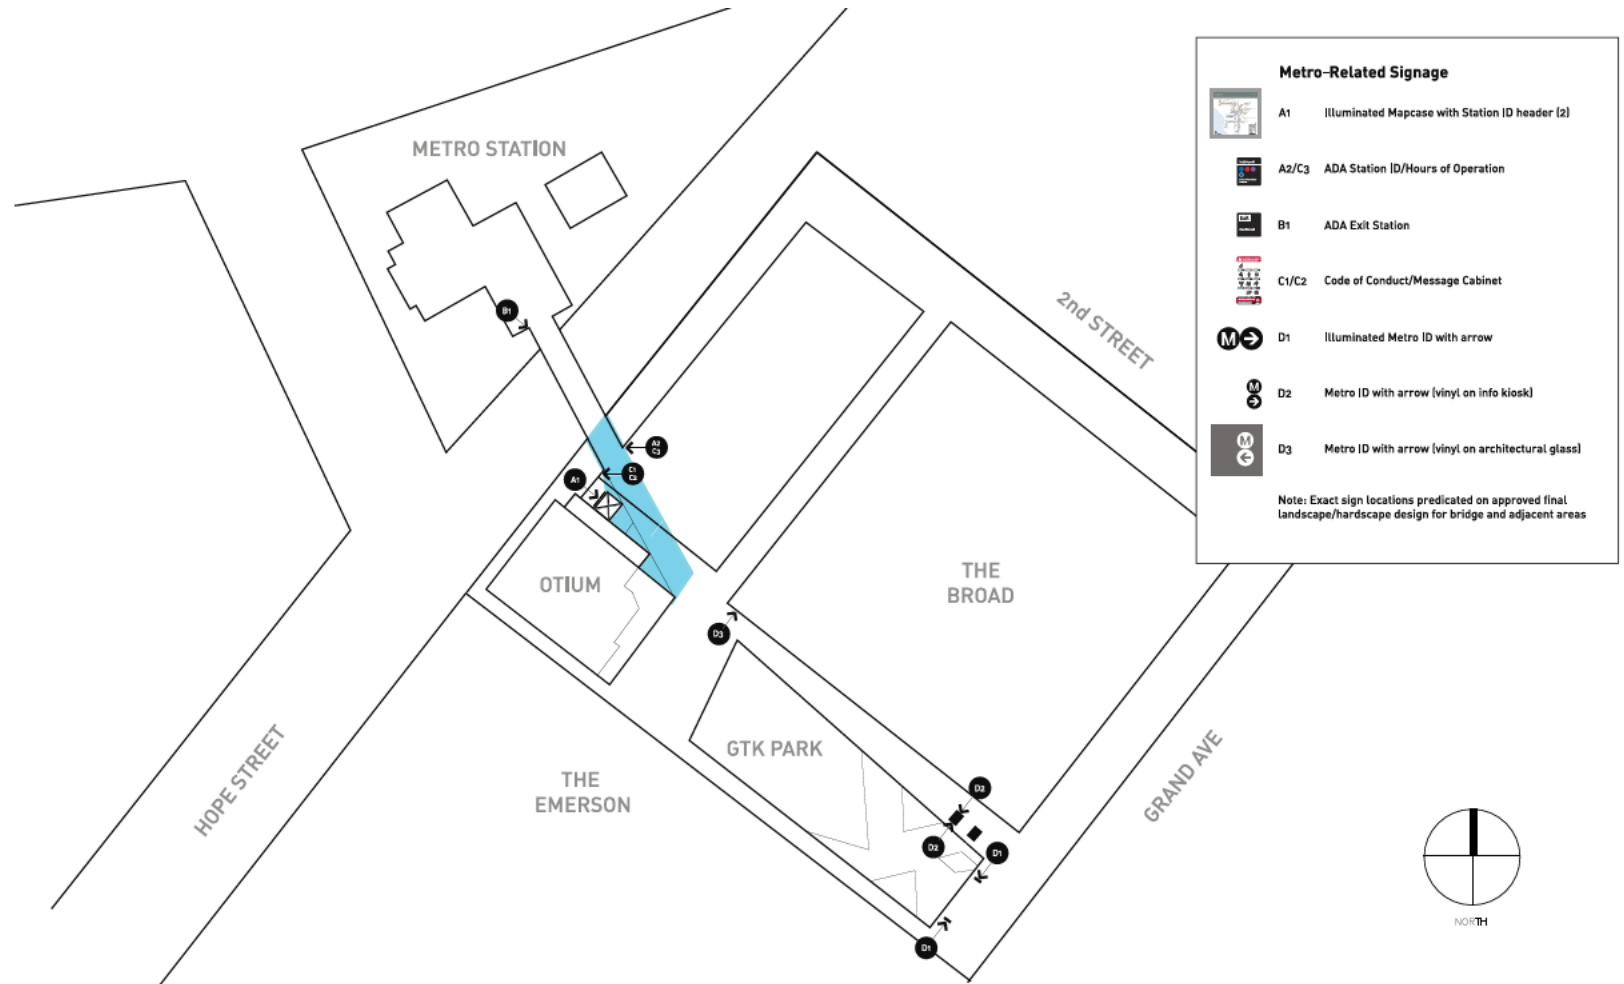 METRO STATION
2nd STREET
B1
A2
C3
C1
C2
A1
OTIUM
THE
BROAD
D3
HOPE STREET
THE
EMERSON
GTK PARK
GRAND AVE
D2
D2
D1
D1
NORTH
Metro-Related Signage
A1 Illuminated Mapcase with Station ID header (2)
A2/C3 ADA Station ID/Hours of Operation
B1 ADA Exit Station
C1/C2 Code of Conduct/Message Cabinet
M D1 Illuminated Metro ID with arrow
M D2 Metro ID with arrow (vinyl on info kiosk)
M D3 Metro ID with arrow (vinyl on architectural glass)
Note: Exact sign locations predicated on approved final
landscape/hardscape design for bridge and adjacent areas